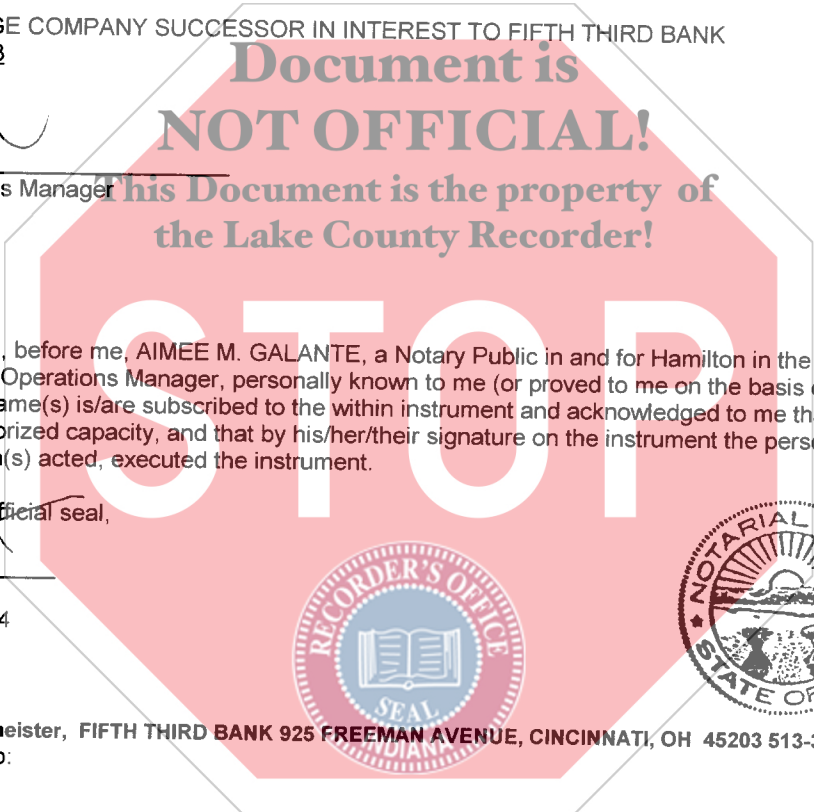 GE COMPANY SUCCESSOR IN INTEREST TO FIFTH THIRD BANK
3
Document is
NOT OFFICIAL!
s Manager
This Document is the property of
the Lake County Recorder!
STOP
, before me, AIMEE M. GALANTE, a Notary Public in and for Hamilton in the
Operations Manager, personally known to me (or proved to me on the basis
ame(s) is/are subscribed to the within instrument and acknowledged to me th
orized capacity, and that by his/her/their signature on the instrument the pers
(s) acted, executed the instrument.
ficial seal,
NOTARIAL
STATE OF
4
RECORDER'S OFFICE
SEAL
INDIANA
eister, FIFTH THIRD BANK 925 FREEMAN AVENUE, CINCINNATI, OH 45203 513-3
o: